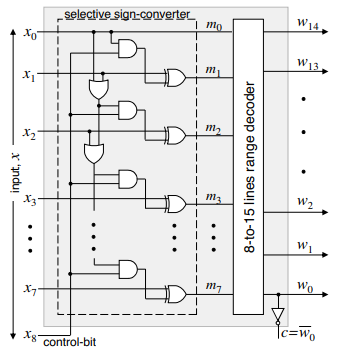 selective sign-converter
x0
m0
w14
x1
m1
w13
x2
m2
input, x
8-to-15 lines range decoder
x3
m3
w2
w1
x7
m7
w0
x8
control-bit
c=w̅0